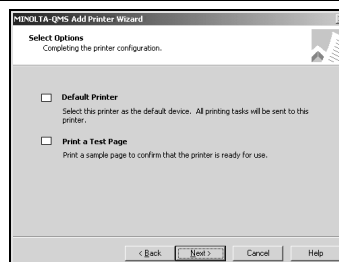 MINOLTA-QMS Add Printer Wizard
Select Options
Completing the printer configuration.
Default Printer
Select this printer as the default device. All printing tasks will be sent to this
printer.
Print a Test Page
Print a sample page to confirm that the printer is ready for use.
< Back
Next >
Cancel
Help